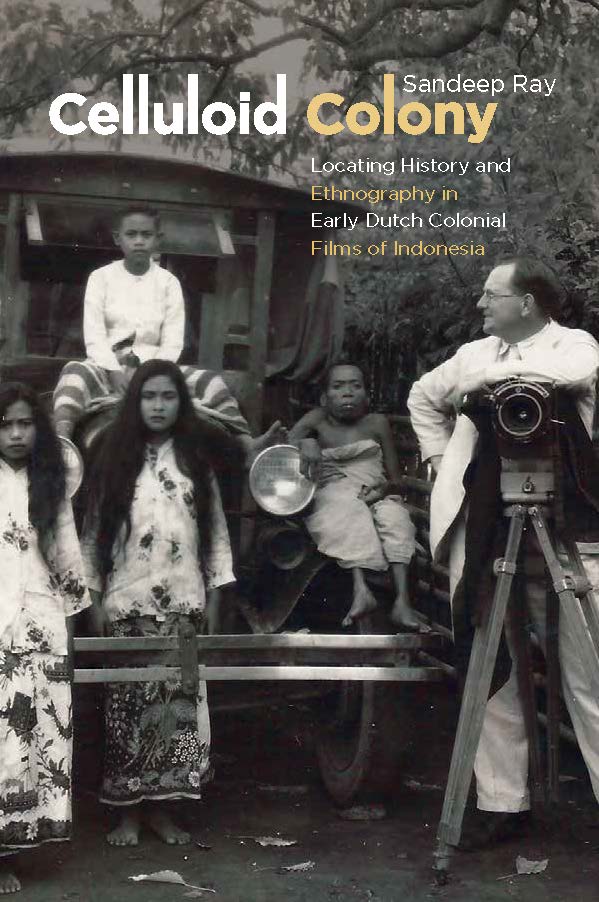 Sandeep Ray
Celluloid Colony
Locating History and
Ethnography in
Early Dutch Colonial
Films of Indonesia